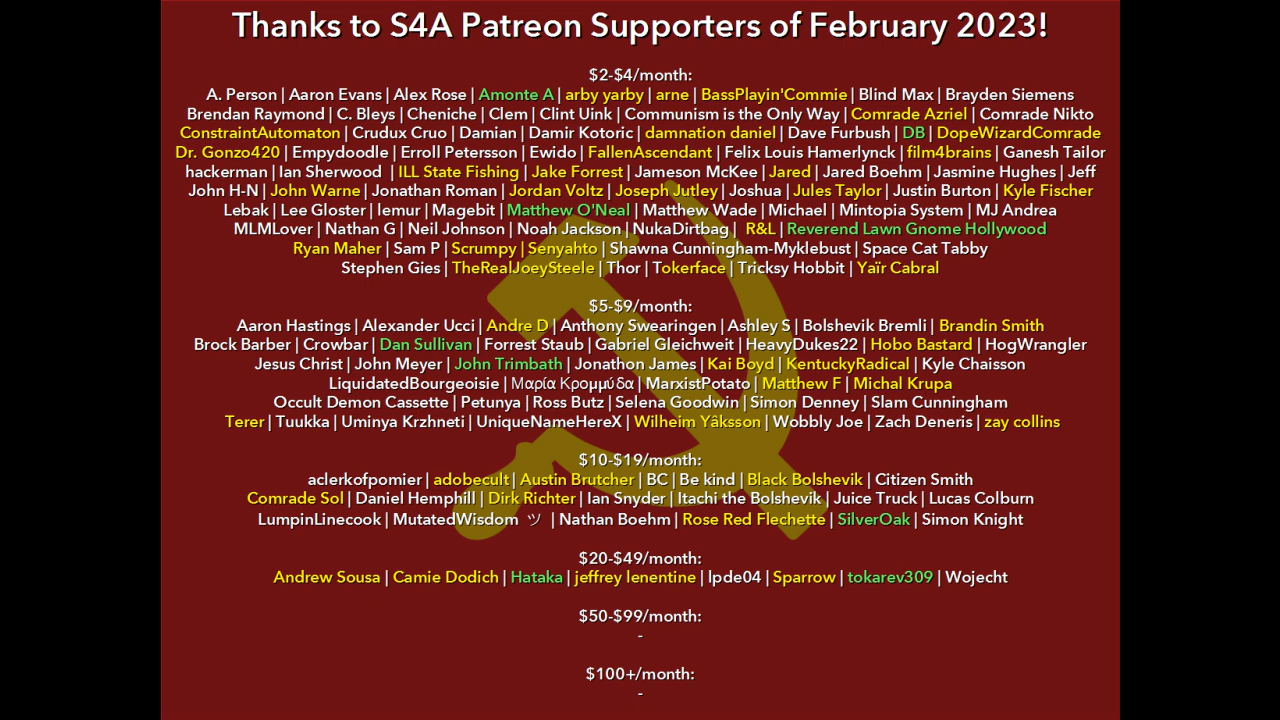 Thanks to S4A Patreon Supporters of February 2023!
$2-$4/month:
A. Person | Aaron Evans | Alex Rose | Amonte A | arby yarby | arne | BassPlayin'Commie | Blind Max | Brayden Siemens
Brendan Raymond | C. Bleys | Cheniche | Clem | Clint Uink | Communism is the Only Way | Comrade Azriel | Comrade Nikto
ConstraintAutomaton | Crudux Cruo | Damian | Damir Kotoric | damnation daniel | Dave Furbush | DB | DopeWizardComrade
Dr. Gonzo420 | Empydoodle | Erroll Petersson | Ewido | FallenAscendant | Felix Louis Hamerlynck | film4brains | Ganesh Tailor
hackerman | Ian Sherwood | ILL State Fishing | Jake Forrest | Jameson McKee | Jared | Jared Boehm | Jasmine Hughes | Jeff
John H-N | John Warne | Jonathan Roman | Jordan Voltz | Joseph Jutley | Joshua | Jules Taylor | Justin Burton | Kyle Fischer
Lebak | Lee Gloster | lemur | Magebit | Matthew O'Neal | Matthew Wade | Michael | Mintopia System | MJ Andrea
MLMLover | Nathan G | Neil Johnson | Noah Jackson | NukaDirtbag | R&L | Reverend Lawn Gnome Hollywood
Ryan Maher | Sam P | Scrumpy | Senyahto | Shawna Cunningham-Myklebust | Space Cat Tabby
Stephen Gies | TheRealJoeySteele | Thor | Tokerface | Tricksy Hobbit | Yaïr Cabral
$5-$9/month:
Aaron Hastings | Alexander Ucci | Andre D | Anthony Swearingen | Ashley S | Bolshevik Bremli | Brandin Smith
Brock Barber | Crowbar | Dan Sullivan | Forrest Staub | Gabriel Gleichweit | HeavyDukes22 | Hobo Bastard | HogWrangler
Jesus Christ | John Meyer | John Trimbath | Jonathon James | Kai Boyd | KentuckyRadical | Kyle Chaisson
LiquidatedBourgeoisie | Μαρία Κρομμύδα | MarxistPotato | Matthew F | Michal Krupa
Occult Demon Cassette | Petunya | Ross Butz | Selena Goodwin | Simon Denney | Slam Cunningham
Terer | Tuukka | Uminya Krzhneti | UniqueNameHereX | Wilheim Yâksson | Wobbly Joe | Zach Deneris | zay collins
$10-$19/month:
aclerkofpomier | adobecult | Austin Brutcher | BC | Be kind | Black Bolshevik | Citizen Smith
Comrade Sol | Daniel Hemphill | Dirk Richter | Ian Snyder | Itachi the Bolshevik | Juice Truck | Lucas Colburn
LumpinLinecook | MutatedWisdom ツ | Nathan Boehm | Rose Red Flechette | SilverOak | Simon Knight
$20-$49/month:
Andrew Sousa | Camie Dodich | Hataka | jeffrey lenentine | lpde04 | Sparrow | tokarev309 | Wojecht
$50-$99/month:
-
$100+/month:
-